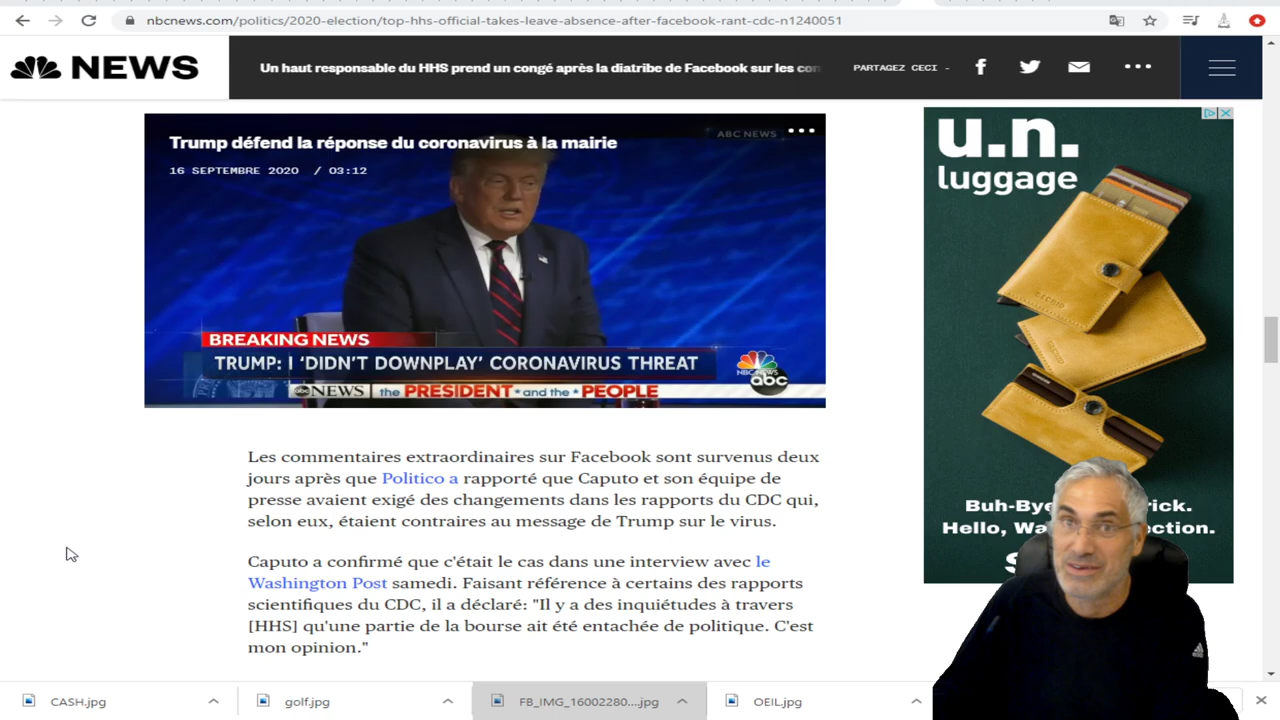 nbcnews.com/politics/2020-election/top-hhs-official-takes-leave-absence-after-facebook-rant-cdc-n1240051
NEWS
Un haut responsable du HHS prend un congé après la diatribe de Facebook sur les
PARTAGEZ CECI -
Trump défend la réponse du coronavirus à la mairie
ABC NEWS
16 SEPTEMBRE 2020 / 03:12
BREAKING NEWS
TRUMP: I 'DIDN'T DOWNPLAY' CORONAVIRUS THREAT
NBC NEWS
abc
abc NEWS the PRESIDENT and the PEOPLE
u.n.
luggage
SECRID
Buh-Bye
Hello,
Les commentaires extraordinaires sur Facebook sont survenus deux
jours après que Politico a rapporté que Caputo et son équipe de
presse avaient exigé des changements dans les rapports du CDC qui,
selon eux, étaient contraires au message de Trump sur le virus.
Caputo a confirmé que c'était le cas dans une interview avec le
Washington Post samedi. Faisant référence à certains des rapports
scientifiques du CDC, il a déclaré: "Il y a des inquiétudes à travers
[HHS] qu'une partie de la bourse ait été entachée de politique. C'est
mon opinion."
CASH.jpg
golf.jpg
FB_IMG_16002280....jpg
OEIL.jpg